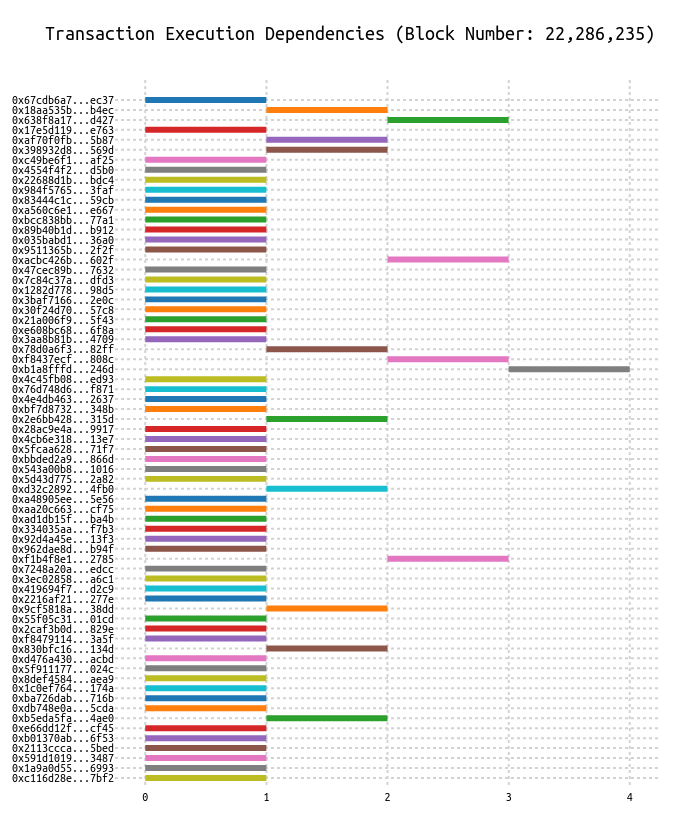 Transaction Execution Dependencies (Block Number: 22,286,235)
0x67cdb6a7...ec37
0x18aa535b...b4ec
0x638f8a17...d427
0x17e5d119...e763
0xaf70f0fb...5b87
0x398932d8...569d
0xc49be6f1...af25
0x4554f4f2...d5b0
0x22688d1b...bdc4
0x984f5765...3faf
0x83444c1c...59cb
0xa560c6e1...e667
0xbcc838bb...77a1
0x89b40b1d...b912
0x035babd1...36a0
0x9511365b...2f2f
0xacbc426b...602f
0x47cec89b...7632
0x7c84c37a...dfd3
0x1282d778...98d5
0x3baf7166...2e0c
0x30f24d70...57c8
0x21a006f9...5f43
0xe608bc68...6f8a
0x3aa8b81b...4709
0x78d0a6f3...82ff
0xf8437ecf...808c
0xb1a8fffd...246d
0x4c45fb08...ed93
0x76d748d6...f871
0x4e4db463...2637
0xbf7d8732...348b
0x2e6bb428...315d
0x28ac9e4a...9917
0x4cb6e318...13e7
0x5fcaa628...71f7
0xbbded2a9...866d
0x543a00b8...1016
0x5d43d775...2a82
0xd32c2892...4fb0
0xa48905ee...5e56
0xaa20c663...cf75
0xad1db15f...ba4b
0x334035aa...f7b3
0x92d4a45e...13f3
0x962dae8d...b94f
0xf1b4f8e1...2785
0x7248a20a...edcc
0x3ec02858...a6c1
0x419694f7...d2c9
0x2216af21...277e
0x9cf5818a...38dd
0x55f05c31...01cd
0x2caf3b0d...829e
0xf8479114...3a5f
0x830bfc16...134d
0xd476a430...acbd
0x5f911177...024c
0x8def4584...aea9
0x1c0ef764...174a
0xba726dab...716b
0xdb748e0a...5cda
0xb5eda5fa...4ae0
0xe66dd12f...cf45
0xb01370ab...6f53
0x2113ccca...5bed
0x591d1019...3487
0x1a9a0d55...6993
0xc116d28e...7bf2
0 1 2 3 4